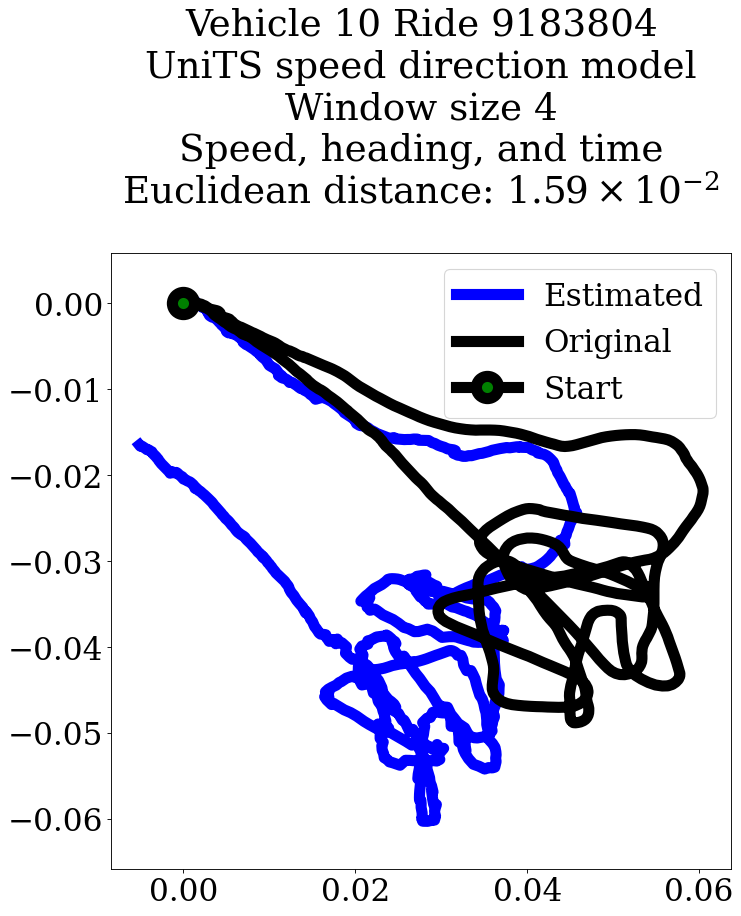 Vehicle 10 Ride 9183804
UniTS speed direction model
Window size 4
Speed, heading, and time
Euclidean distance: 1.59 × 10⁻²
Estimated
Original
Start
0.00
−0.01
−0.02
−0.03
−0.04
−0.05
−0.06
0.00 0.02 0.04 0.06